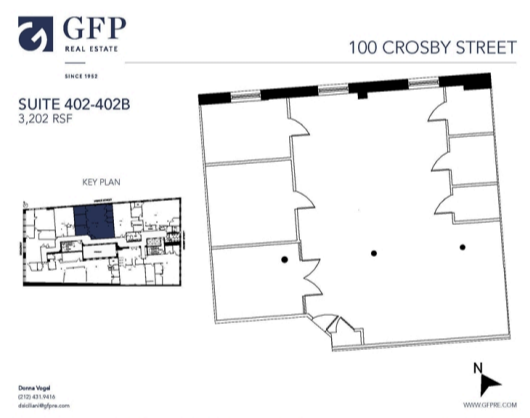 GFP
REAL ESTATE
SINCE 1952
100 CROSBY STREET
SUITE 402-402B
3,202 RSF
KEY PLAN
N
Donna Vogel
(212) 431.9416
WWW.GFPRE.COM